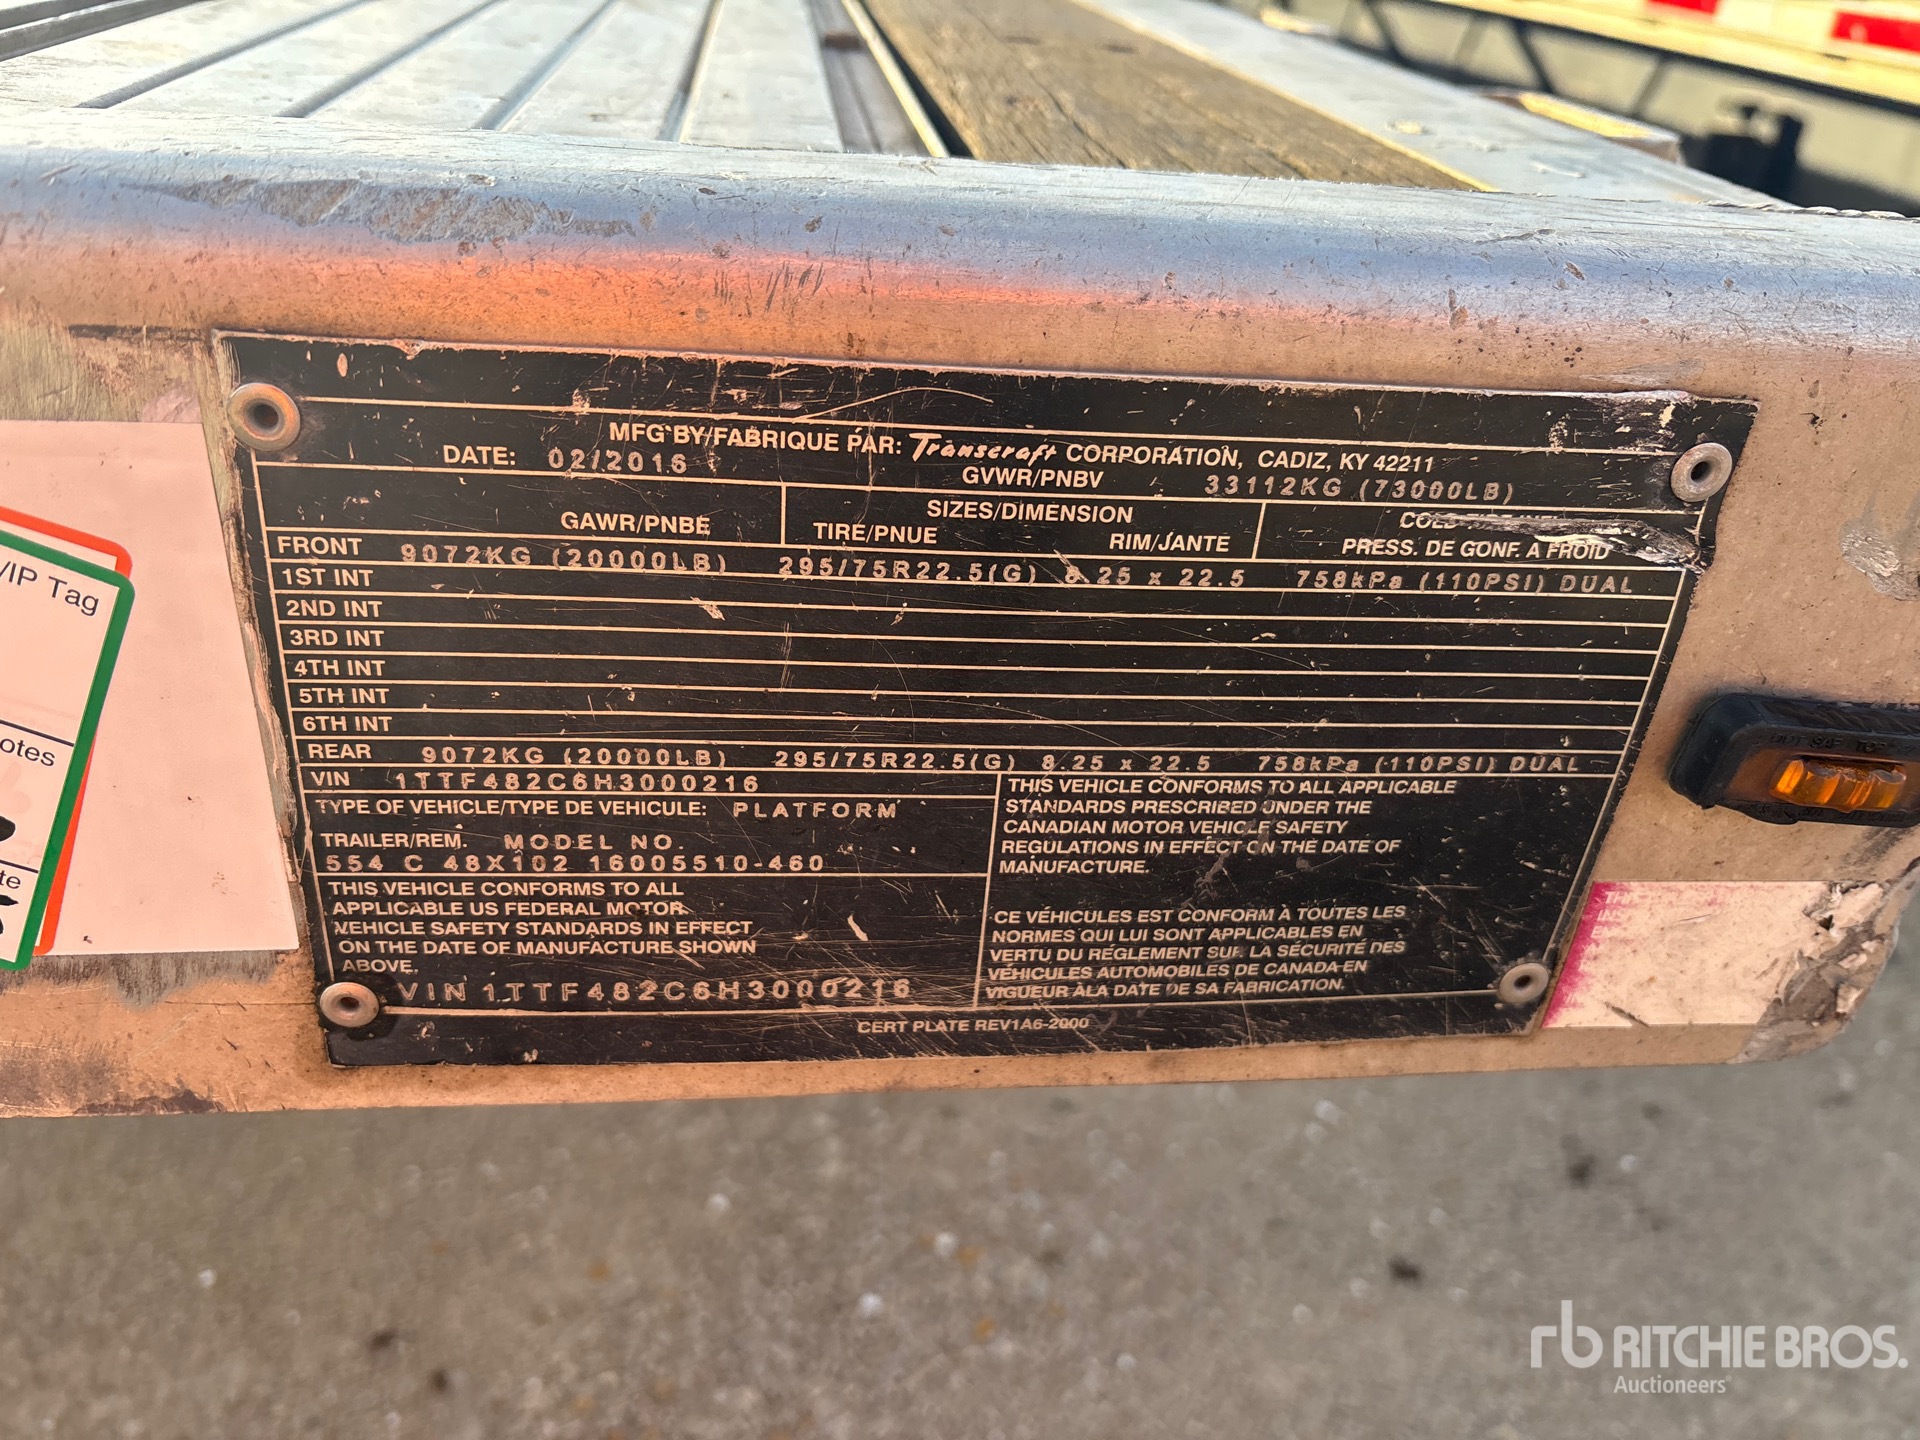 MFG BY/FABRIQUE PAR: Transcraft CORPORATION, CADIZ, KY 42211
DATE: 02/2016 GVWR/PNBV 33112KG (73000LB)
GAWR/PNBE SIZES/DIMENSION COLD
TIRE/PNUE RIM/JANTE PRESS. DE GONF. A FROID
FRONT 9072KG (20000LB) 295/75R22.5(G) 8.25 x 22.5 758kPa (110PSI) DUAL
1ST INT
2ND INT
3RD INT
4TH INT
5TH INT
6TH INT
REAR 9072KG (20000LB) 295/75R22.5(G) 8.25 x 22.5 758kPa (110PSI) DUAL
VIN 1TTF482C6H3000216
TYPE OF VEHICLE/TYPE DE VEHICULE: PLATFORM
TRAILER/REM. MODEL NO.
554 C 48X102 16005510-460
THIS VEHICLE CONFORMS TO ALL
APPLICABLE US FEDERAL MOTOR
VEHICLE SAFETY STANDARDS IN EFFECT
ON THE DATE OF MANUFACTURE SHOWN
ABOVE.
VIN 1TTF482C6H3000216
THIS VEHICLE CONFORMS TO ALL APPLICABLE
STANDARDS PRESCRIBED UNDER THE
CANADIAN MOTOR VEHICLE SAFETY
REGULATIONS IN EFFECT ON THE DATE OF
MANUFACTURE.
CE VÉHICULES EST CONFORM À TOUTES LES
NORMES QUI LUI SONT APPLICABLES EN
VERTU DU RÉGLEMENT SUR LA SÉCURITÉ DES
VÉHICULES AUTOMOBILES DE CANADA EN
VIGUEUR ÀLA DATE DE SA FABRICATION.
CERT PLATE REV1A6-2000
VIP Tag
otes
te
rb RITCHIE BROS.
Auctioneers